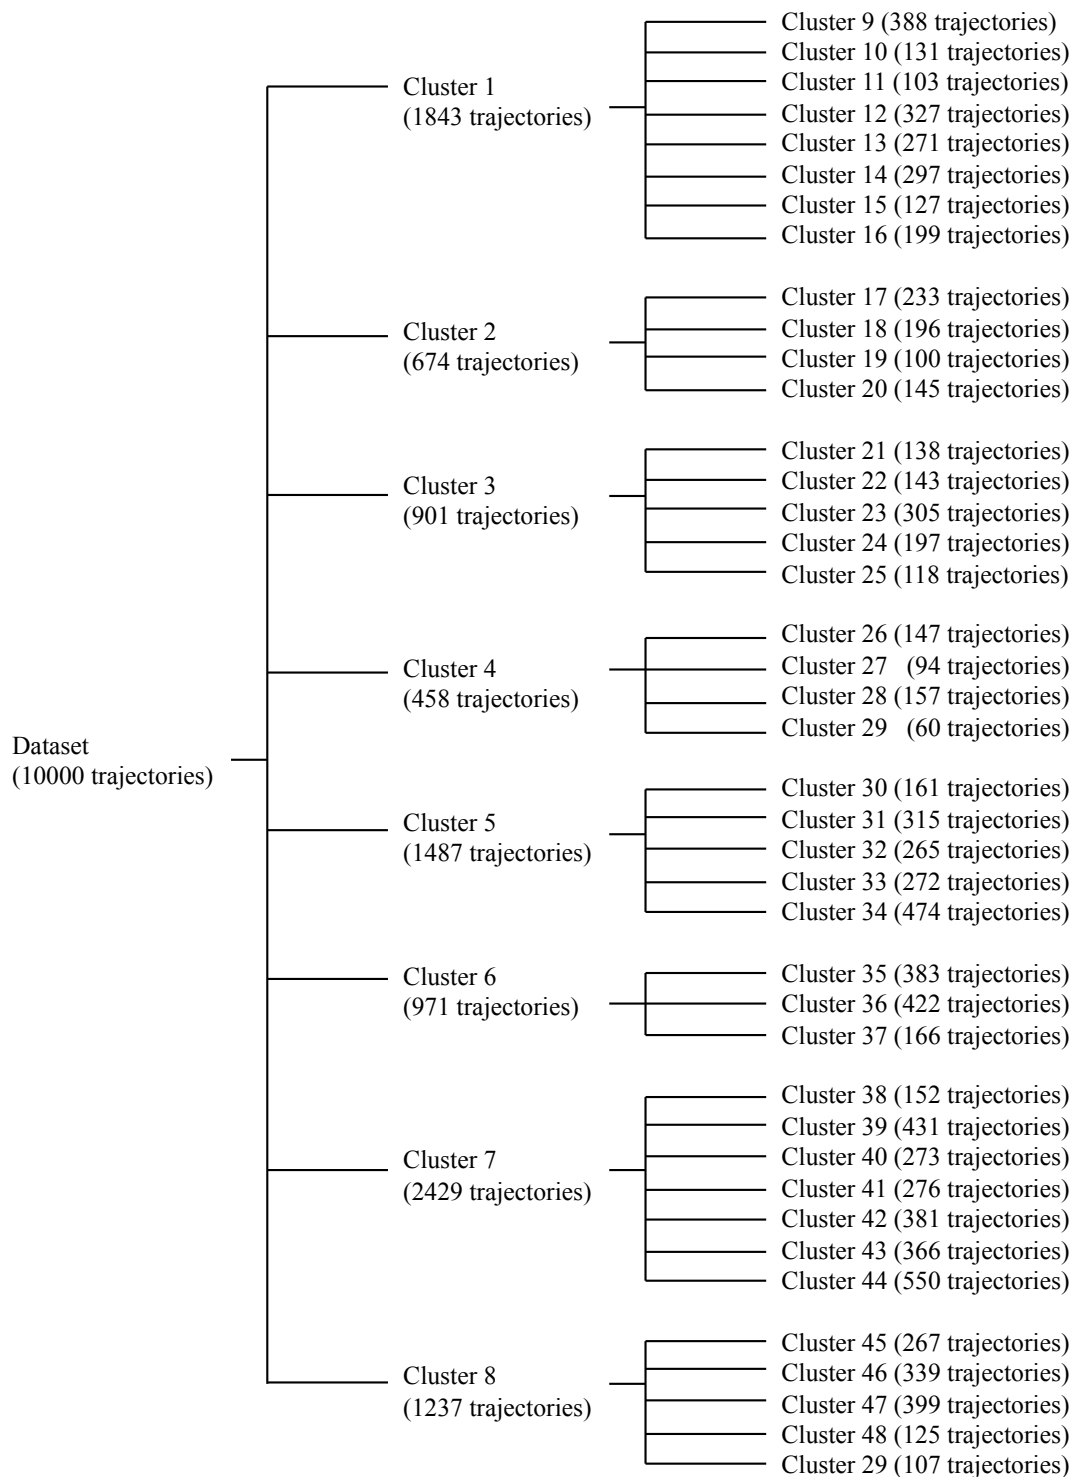 Dataset
(10000 trajectories)
Cluster 1
(1843 trajectories)
Cluster 9 (388 trajectories)
Cluster 10 (131 trajectories)
Cluster 11 (103 trajectories)
Cluster 12 (327 trajectories)
Cluster 13 (271 trajectories)
Cluster 14 (297 trajectories)
Cluster 15 (127 trajectories)
Cluster 16 (199 trajectories)
Cluster 2
(674 trajectories)
Cluster 17 (233 trajectories)
Cluster 18 (196 trajectories)
Cluster 19 (100 trajectories)
Cluster 20 (145 trajectories)
Cluster 3
(901 trajectories)
Cluster 21 (138 trajectories)
Cluster 22 (143 trajectories)
Cluster 23 (305 trajectories)
Cluster 24 (197 trajectories)
Cluster 25 (118 trajectories)
Cluster 4
(458 trajectories)
Cluster 26 (147 trajectories)
Cluster 27 (94 trajectories)
Cluster 28 (157 trajectories)
Cluster 29 (60 trajectories)
Cluster 5
(1487 trajectories)
Cluster 30 (161 trajectories)
Cluster 31 (315 trajectories)
Cluster 32 (265 trajectories)
Cluster 33 (272 trajectories)
Cluster 34 (474 trajectories)
Cluster 6
(971 trajectories)
Cluster 35 (383 trajectories)
Cluster 36 (422 trajectories)
Cluster 37 (166 trajectories)
Cluster 7
(2429 trajectories)
Cluster 38 (152 trajectories)
Cluster 39 (431 trajectories)
Cluster 40 (273 trajectories)
Cluster 41 (276 trajectories)
Cluster 42 (381 trajectories)
Cluster 43 (366 trajectories)
Cluster 44 (550 trajectories)
Cluster 8
(1237 trajectories)
Cluster 45 (267 trajectories)
Cluster 46 (339 trajectories)
Cluster 47 (399 trajectories)
Cluster 48 (125 trajectories)
Cluster 29 (107 trajectories)